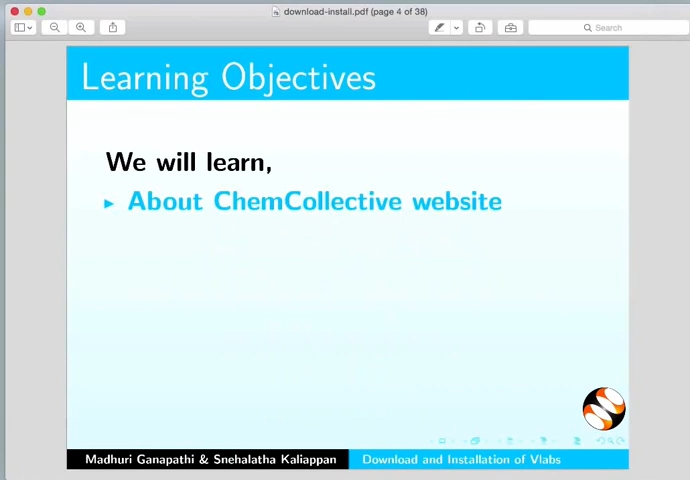 download-install.pdf (page 4 of 38)
Search
Learning Objectives
We will learn,
About ChemCollective website
Madhuri Ganapathi & Snehalatha Kaliappan
Download and Installation of Vlabs